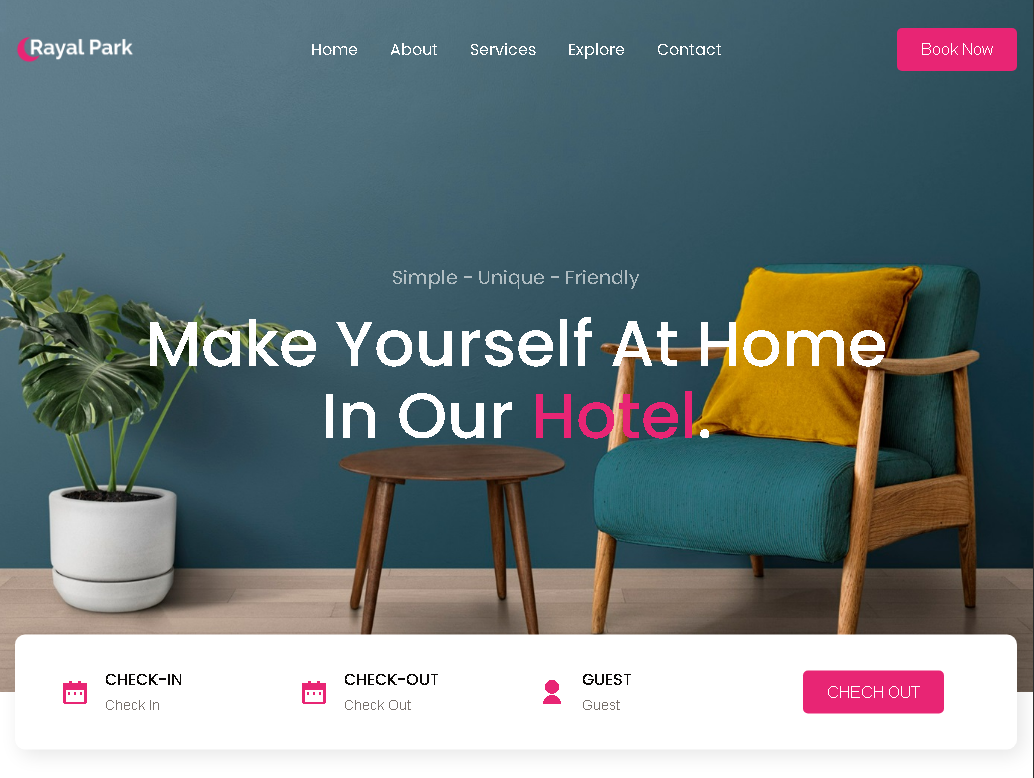 Rayal Park
Home About Services Explore Contact
Book Now
Simple - Unique - Friendly
Make Yourself At Home
In Our Hotel.
CHECK-IN
Check In
CHECK-OUT
Check Out
GUEST
Guest
CHECH OUT